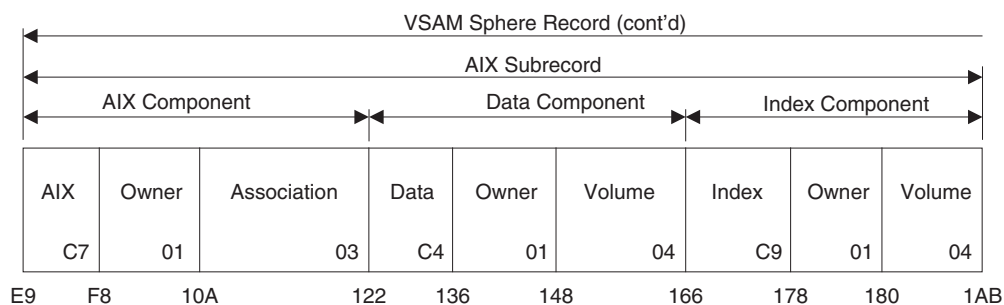 VSAM Sphere Record (cont'd)
AIX Subrecord
AIX Component Data Component Index Component
AIX Owner Association Data Owner Volume Index Owner Volume
C7 01 03 C4 01 04 C9 01 04
E9 F8 10A 122 136 148 166 178 180 1AB